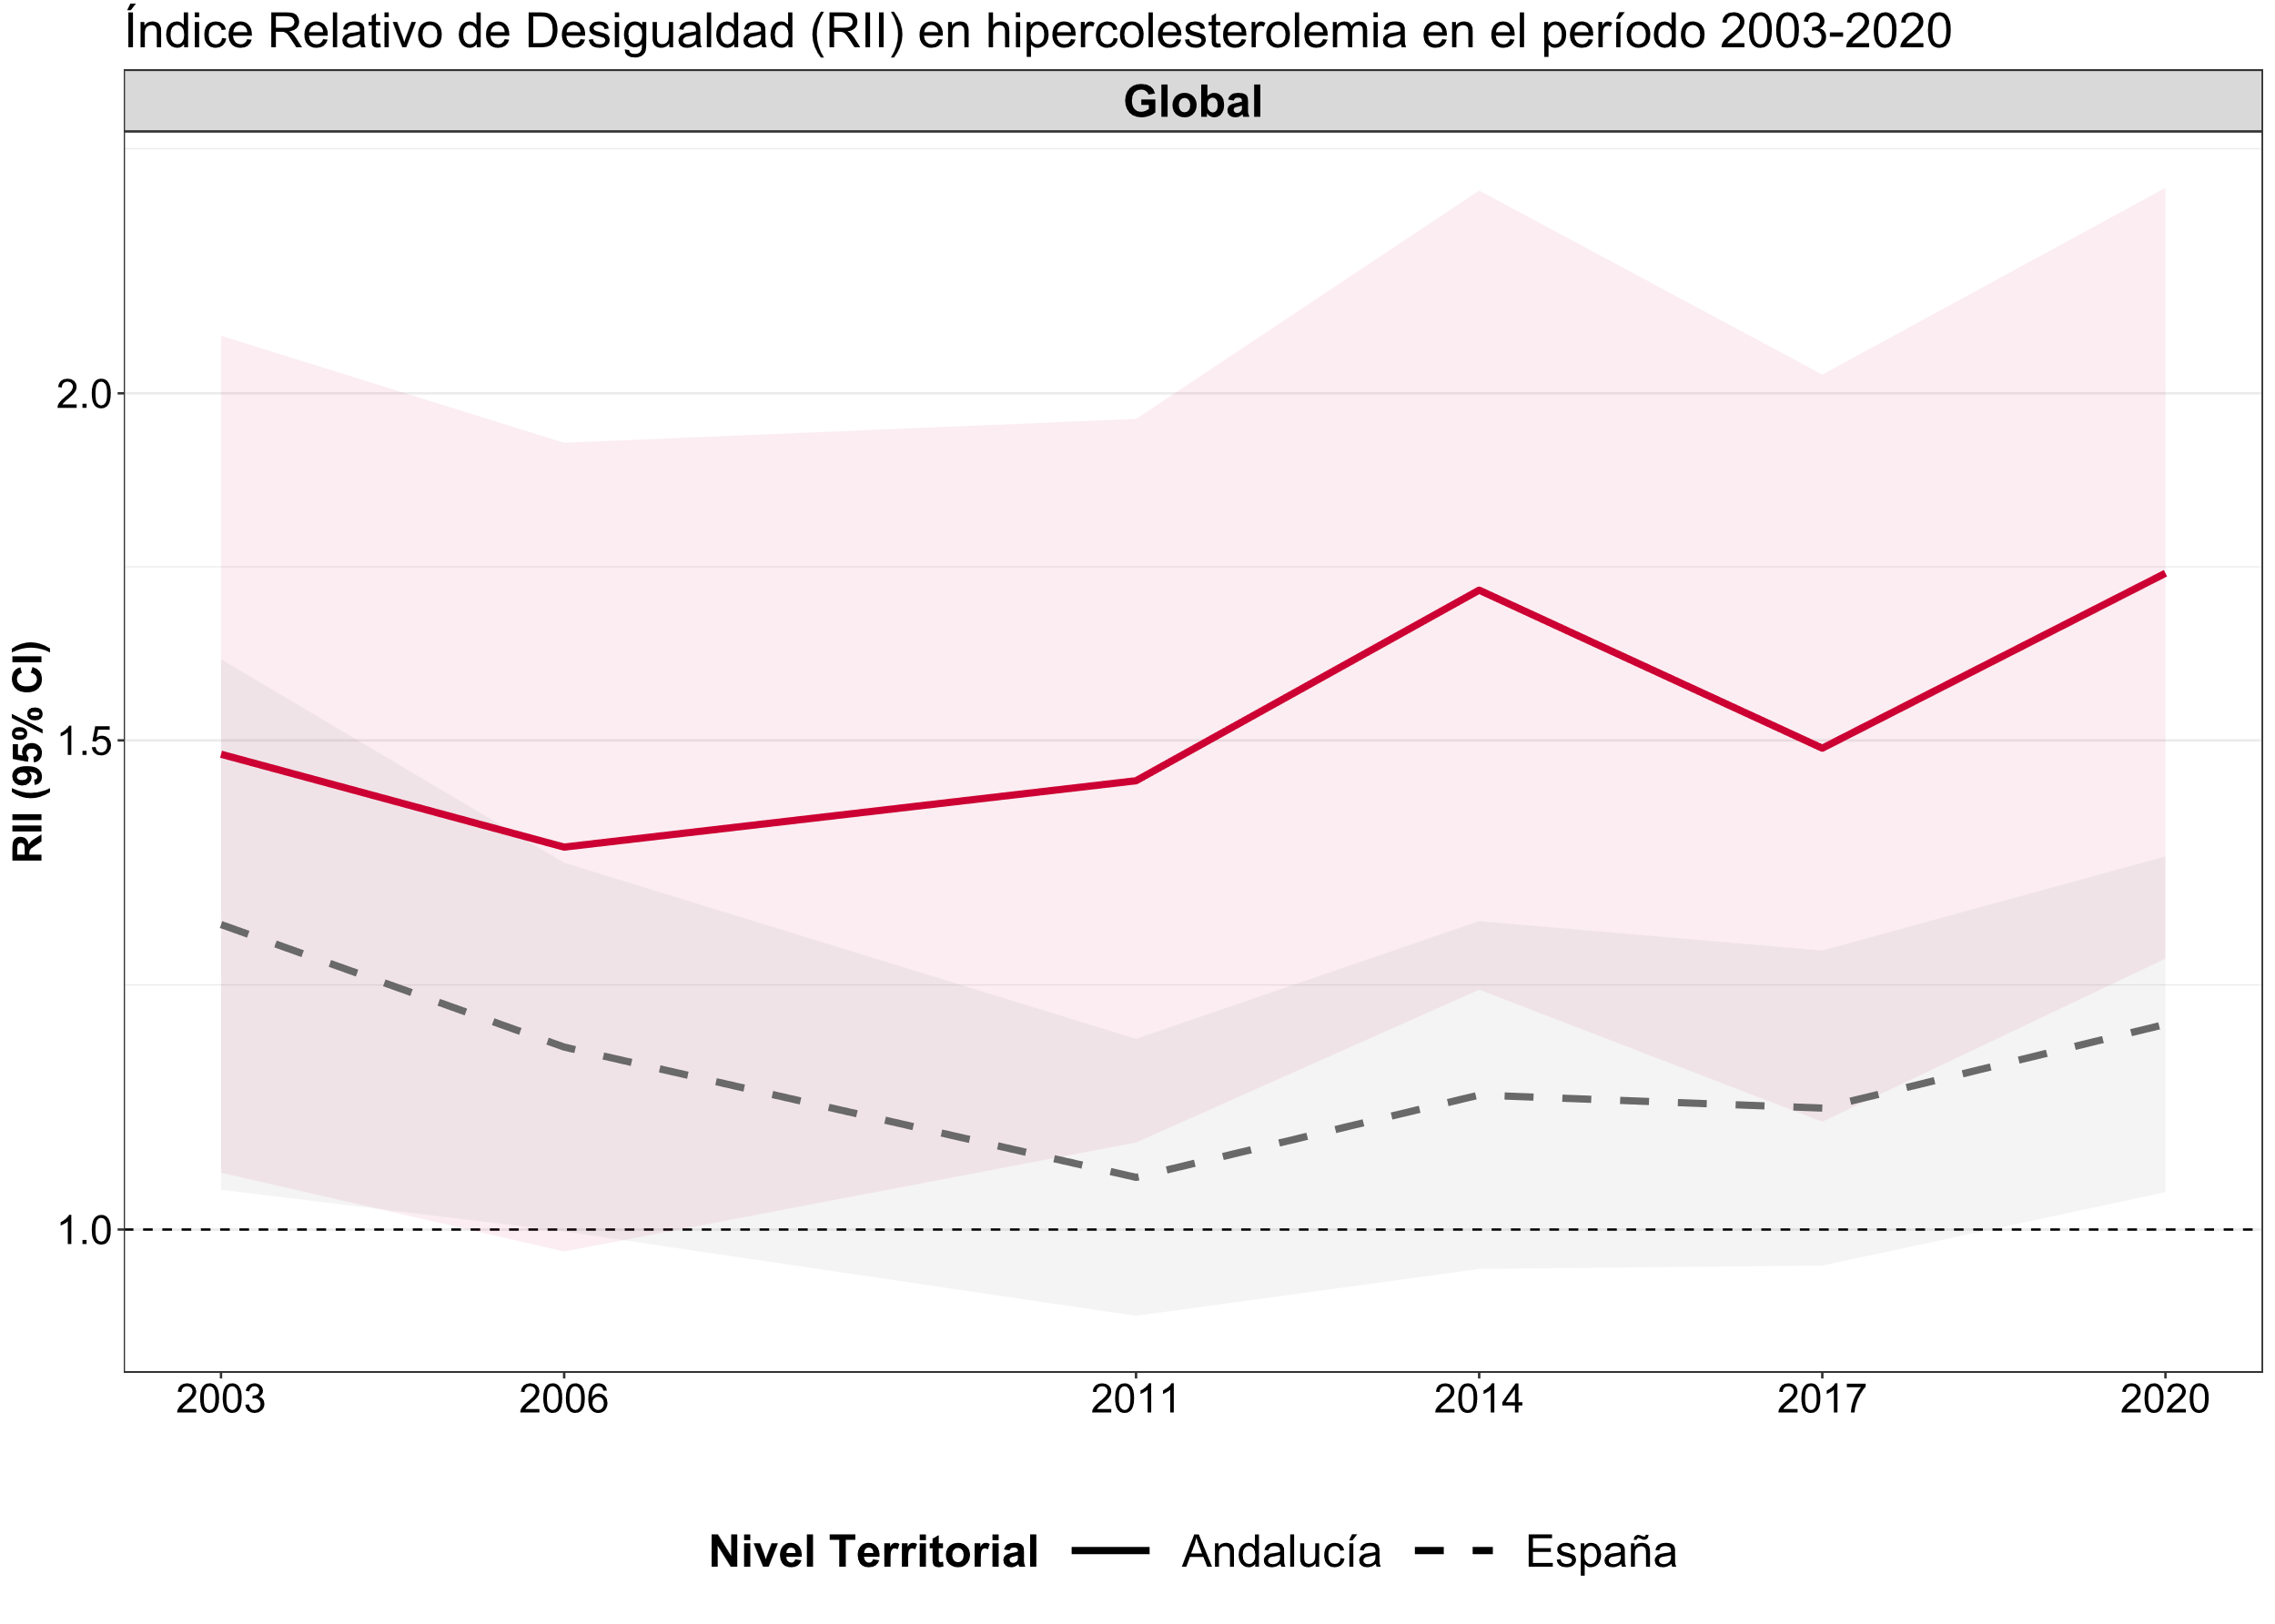 Índice Relativo de Desigualdad (RII) en hipercolesterolemia en el período 2003-2020
Global
RII (95% CI)
2.0
1.5
1.0
2003 2006 2011 2014 2017 2020
Nivel Territorial Andalucía España